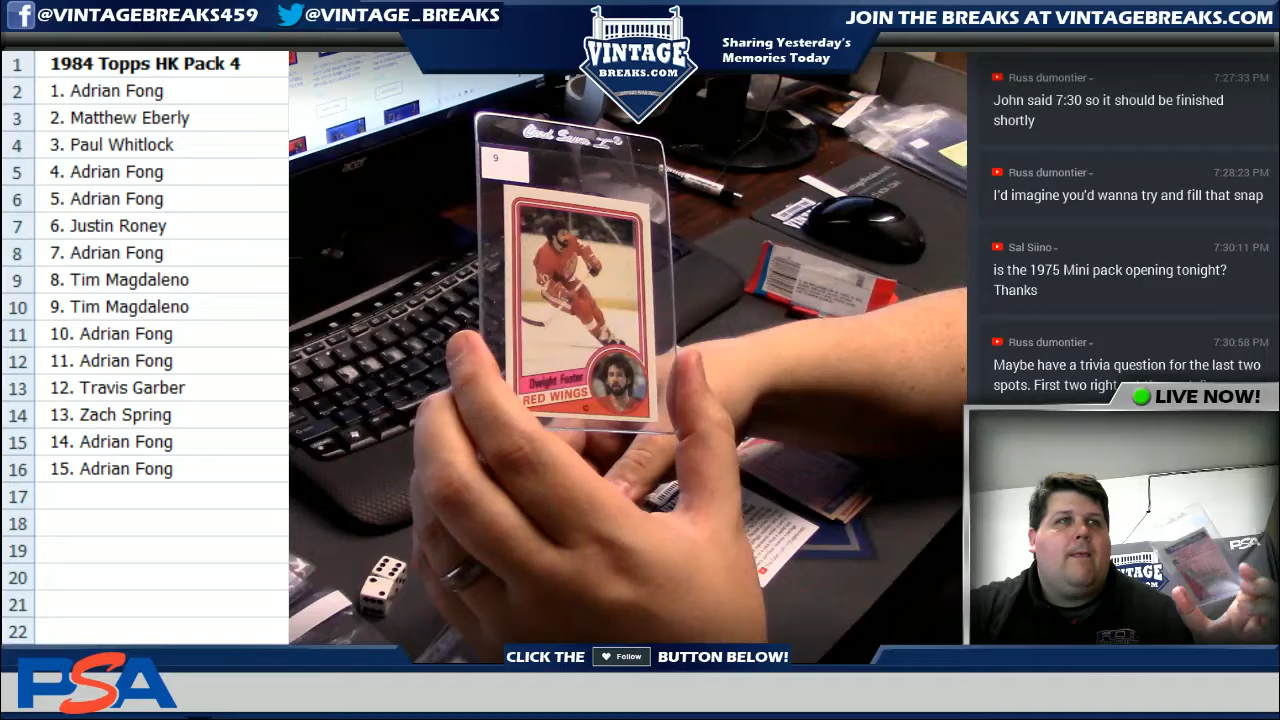 @VINTAGEBREAKS459 @VINTAGE_BREAKS
VINTAGE
BREAKS.COM
Sharing Yesterday's
Memories Today
JOIN THE BREAKS AT VINTAGEBREAKS.COM
1 1984 Topps HK Pack 4
2 1. Adrian Fong
3 2. Matthew Eberly
4 3. Paul Whitlock
5 4. Adrian Fong
6 5. Adrian Fong
7 6. Justin Roney
8 7. Adrian Fong
9 8. Tim Magdaleno
10 9. Tim Magdaleno
11 10. Adrian Fong
12 11. Adrian Fong
13 12. Travis Garber
14 13. Zach Spring
15 14. Adrian Fong
16 15. Adrian Fong
17
18
19
20
21
22
acer
Card Saver I
9
Dwight Foster
RED WINGS
C
Russ dumontier 7:27:33 PM
John said 7:30 so it should be finished
shortly
Russ dumontier 7:28:23 PM
I'd imagine you'd wanna try and fill that snap
Sal Siino 7:30:11 PM
is the 1975 Mini pack opening tonight?
Thanks
Russ dumontier 7:30:58 PM
Maybe have a trivia question for the last two
spots. First two right
LIVE NOW!
PSA
VINTAGE
CLICK THE Follow BUTTON BELOW!
PSA